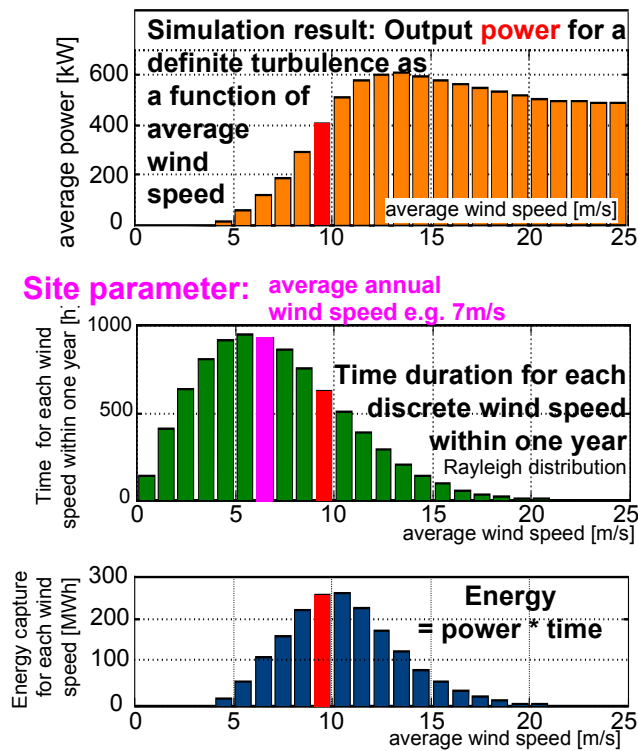 Simulation result: Output power for a
definite turbulence as
a function of
average
wind
speed
average power [kW]
600
400
200
0
average wind speed [m/s]
0 5 10 15 20 25
Site parameter: average annual
wind speed e.g. 7m/s
Time for each wind
speed within one year [h]
1000
500
0
Time duration for each
discrete wind speed
within one year
Rayleigh distribution
0 5 10 15 20 25
average wind speed [m/s]
Energy capture
for each wind
speed [MWh]
300
200
100
0
Energy
= power * time
0 5 10 15 20 25
average wind speed [m/s]